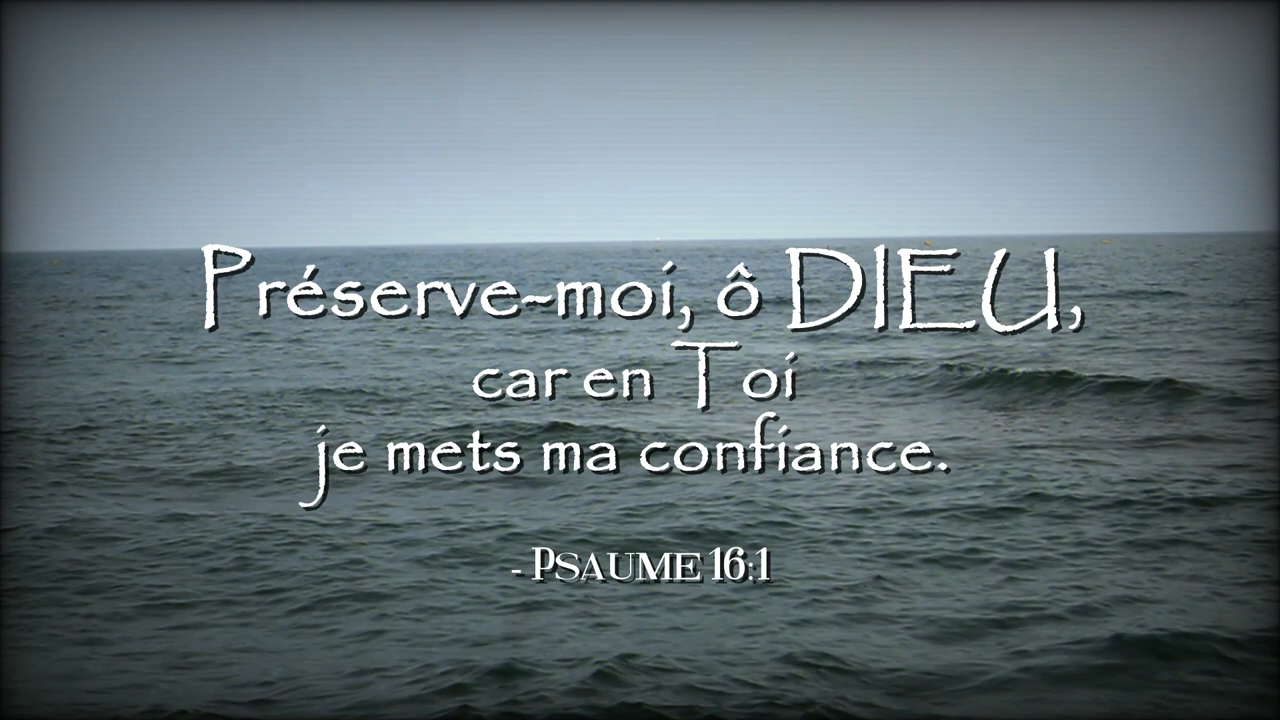 Préserve-moi, ô DIEU,
car en Toi
je mets ma confiance.
- PSAUME 16:1